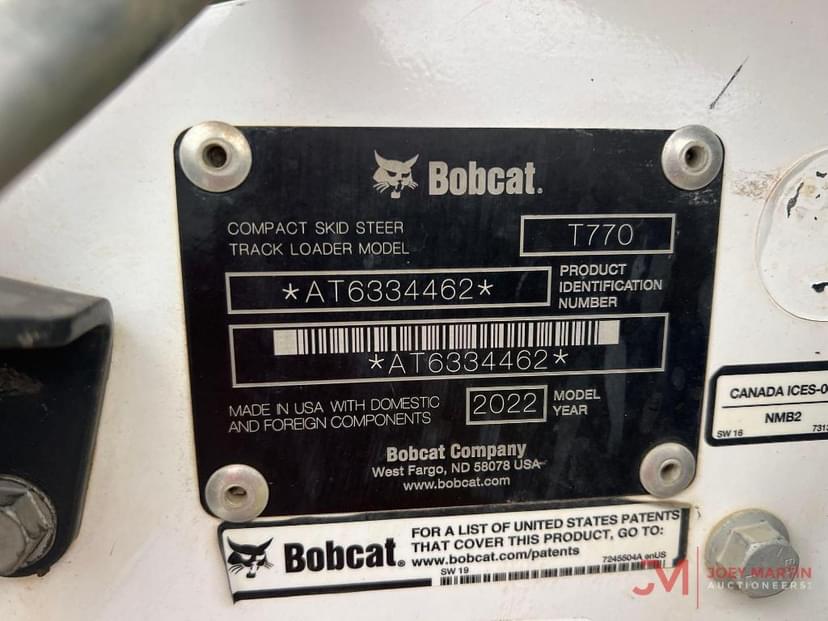 Bobcat.
COMPACT SKID STEER
TRACK LOADER MODEL
T770
*AT6334462*
PRODUCT
IDENTIFICATION
NUMBER
*AT6334462*
MADE IN USA WITH DOMESTIC
AND FOREIGN COMPONENTS
2022
MODEL
YEAR
Bobcat Company
West Fargo, ND 58078 USA
www.bobcat.com
CANADA ICES-0
NMB2
SW 16
731
Bobcat.
FOR A LIST OF UNITED STATES PATENTS
THAT COVER THIS PRODUCT, GO TO:
www.bobcat.com/patents
7245504A enUS
SW 19
JM
JOEY MARTIN
AUCTIONEERS